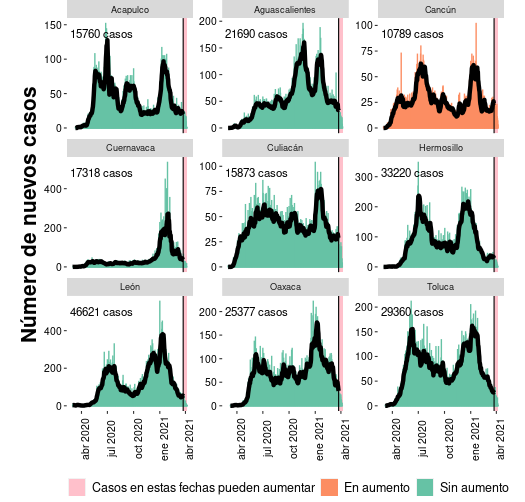 Número de nuevos casos
Acapulco
15760 casos
150
100
50
0
Aguascalientes
21690 casos
200
150
100
50
0
Cancún
10789 casos
100
75
50
25
0
Cuernavaca
17318 casos
400
200
0
Culiacán
15873 casos
100
75
50
25
0
Hermosillo
33220 casos
300
200
100
0
León
46621 casos
400
200
0
Oaxaca
25377 casos
200
150
100
50
0
Toluca
29360 casos
200
150
100
50
0
abr 2020 jul 2020 oct 2020 ene 2021 abr 2021
abr 2020 jul 2020 oct 2020 ene 2021 abr 2021
abr 2020 jul 2020 oct 2020 ene 2021 abr 2021
Casos en estas fechas pueden aumentar En aumento Sin aumento